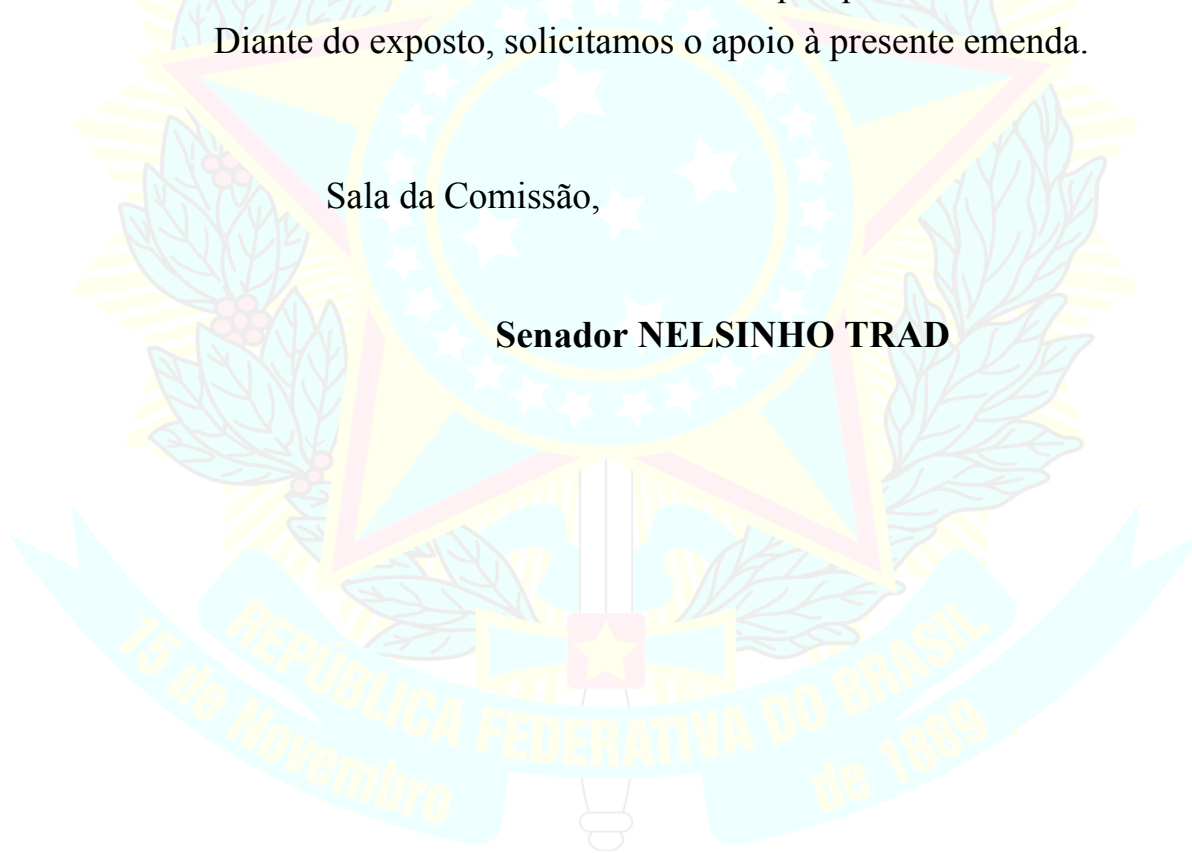 Diante do exposto, solicitamos o apoio à presente emenda.
Sala da Comissão,
Senador NELSINHO TRAD
REPÚBLICA FEDERATIVA DO BRASIL
15 de Novembro
de 1889